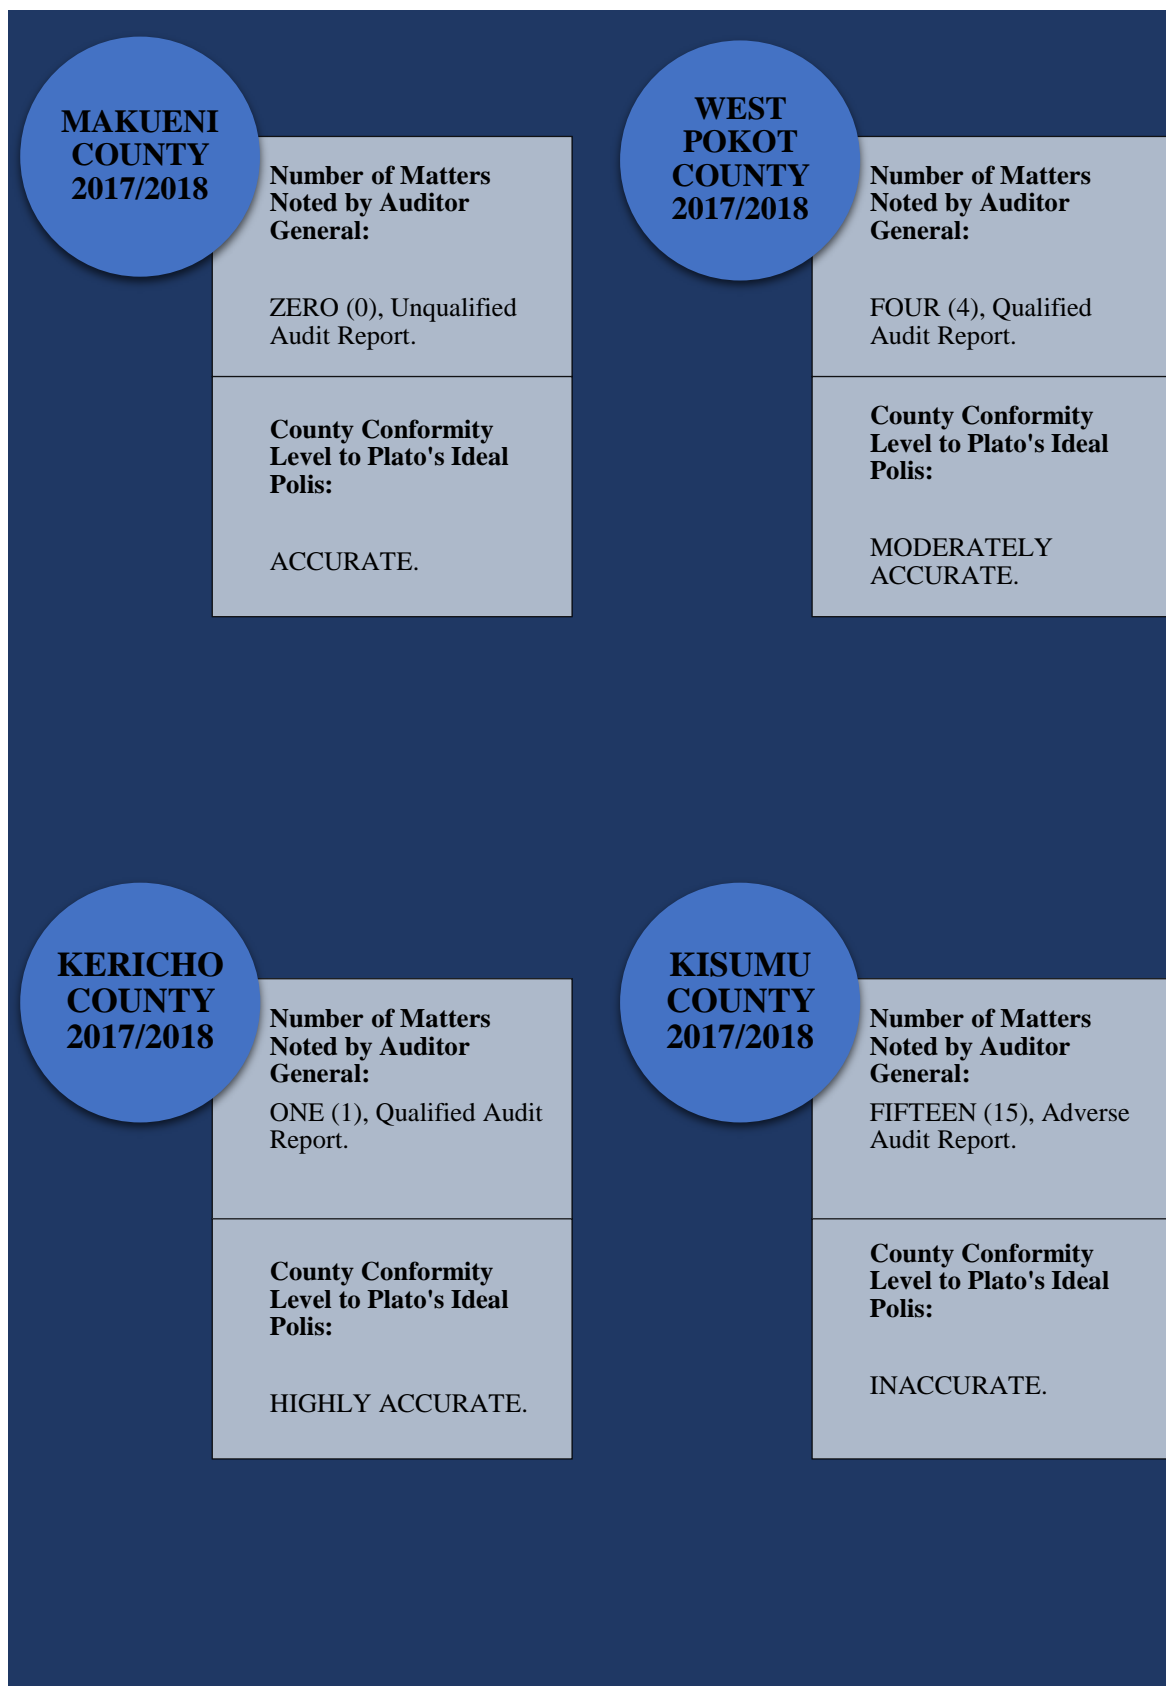 MAKUENI
COUNTY
2017/2018
Number of Matters
Noted by Auditor
General:
ZERO (0), Unqualified
Audit Report.
County Conformity
Level to Plato's Ideal
Polis:
ACCURATE.
WEST
POKOT
COUNTY
2017/2018
Number of Matters
Noted by Auditor
General:
FOUR (4), Qualified
Audit Report.
County Conformity
Level to Plato's Ideal
Polis:
MODERATELY
ACCURATE.
KERICHO
COUNTY
2017/2018
Number of Matters
Noted by Auditor
General:
ONE (1), Qualified Audit
Report.
County Conformity
Level to Plato's Ideal
Polis:
HIGHLY ACCURATE.
KISUMU
COUNTY
2017/2018
Number of Matters
Noted by Auditor
General:
FIFTEEN (15), Adverse
Audit Report.
County Conformity
Level to Plato's Ideal
Polis:
INACCURATE.